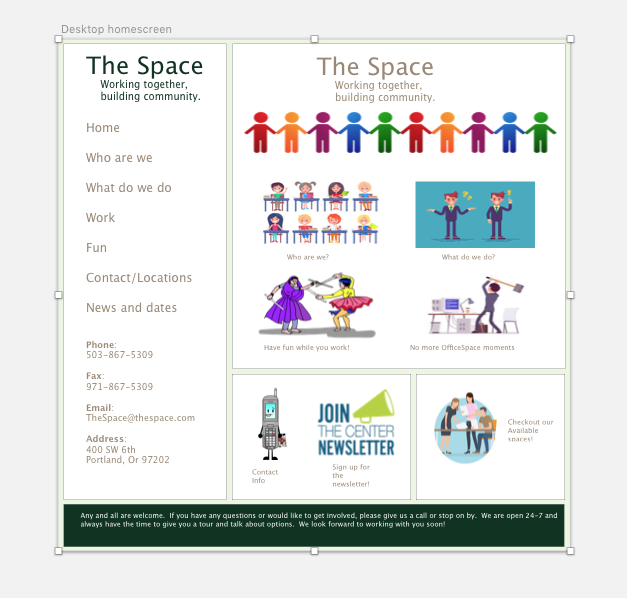 Desktop homescreen
The Space
Working together,
building community.
Home
Who are we
What do we do
Work
Fun
Contact/Locations
News and dates
Phone:
503-867-5309
Fax:
971-867-5309
Email:
TheSpace@thespace.com
Address:
400 SW 6th
Portland, Or 97202
The Space
Working together,
building community.
Who are we?
What do we do?
Have fun while you work!
No more OfficeSpace moments
Contact
Info
JOIN
THE CENTER
NEWSLETTER
Sign up for
the
newsletter!
Checkout our
Available
spaces!
Any and all are welcome.  If you have any questions or would like to get involved, please give us a call or stop on by.  We are open 24-7 and
always have the time to give you a tour and talk about options.  We look forward to working with you soon!